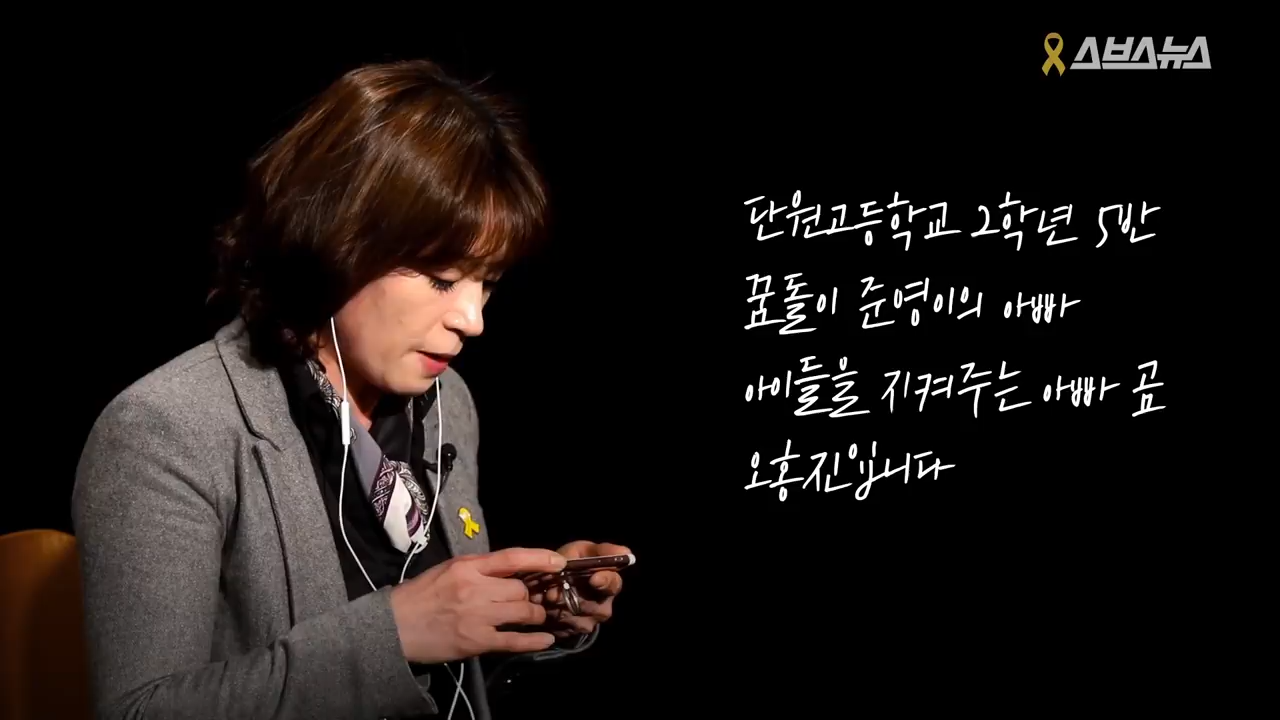 스브스뉴스
단원고등학교 2학년 5반
꿈돌이 준영이의 아빠
아이들을 지켜주는 아빠 곰
오홍진입니다